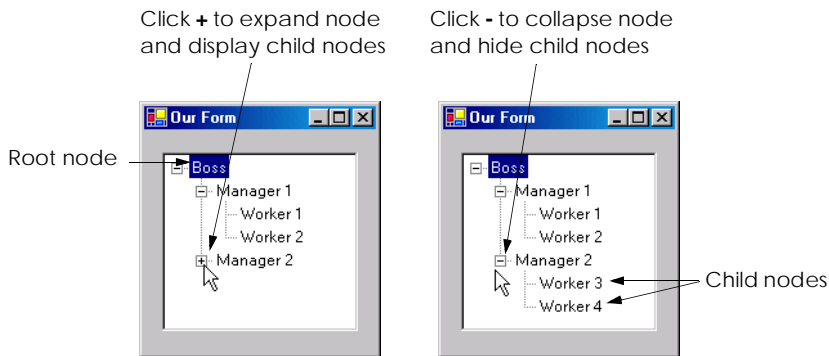 Click + to expand node
and display child nodes
Click - to collapse node
and hide child nodes
Our Form
Root node
Boss
Manager 1
Worker 1
Worker 2
Manager 2
Our Form
Boss
Manager 1
Worker 1
Worker 2
Manager 2
Worker 3
Worker 4
Child nodes